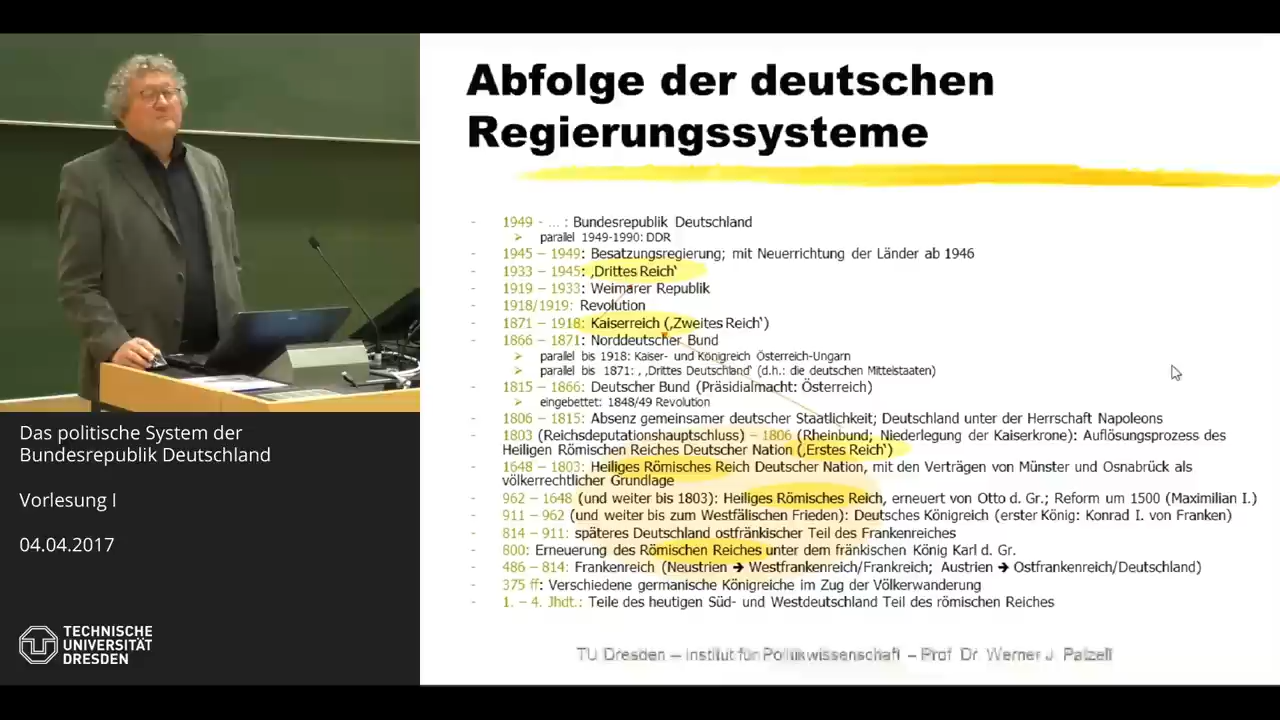 Abfolge der deutschen
Regierungssysteme
- 1949 - ... : Bundesrepublik Deutschland
➢ parallel 1949-1990: DDR
- 1945 – 1949: Besatzungsregierung; mit Neuerrichtung der Länder ab 1946
- 1933 – 1945: ‚Drittes Reich‘
- 1919 – 1933: Weimarer Republik
- 1918/1919: Revolution
- 1871 – 1918: Kaiserreich (‚Zweites Reich‘)
- 1866 – 1871: Norddeutscher Bund
➢ parallel bis 1918: Kaiser- und Königreich Österreich-Ungarn
➢ parallel bis 1871: , ‚Drittes Deutschland‘ (d.h.: die deutschen Mittelstaaten)
- 1815 – 1866: Deutscher Bund (Präsidialmacht: Österreich)
➢ eingebettet: 1848/49 Revolution
- 1806 – 1815: Absenz gemeinsamer deutscher Staatlichkeit; Deutschland unter der Herrschaft Napoleons
- 1803 (Reichsdeputationshauptschluss) – 1806 (Rheinbund; Niederlegung der Kaiserkrone): Auflösungsprozess des
Heiligen Römischen Reiches Deutscher Nation (‚Erstes Reich‘)
- 1648 – 1803: Heiliges Römisches Reich Deutscher Nation, mit den Verträgen von Münster und Osnabrück als
völkerrechtlicher Grundlage
- 962 – 1648 (und weiter bis 1803): Heiliges Römisches Reich, erneuert von Otto d. Gr.; Reform um 1500 (Maximilian I.)
- 911 – 962 (und weiter bis zum Westfälischen Frieden): Deutsches Königreich (erster König: Konrad I. von Franken)
- 814 – 911: späteres Deutschland ostfränkischer Teil des Frankenreiches
- 800: Erneuerung des Römischen Reiches unter dem fränkischen König Karl d. Gr.
- 486 – 814: Frankenreich (Neustrien ➔ Westfrankenreich/Frankreich; Austrien ➔ Ostfrankenreich/Deutschland)
- 375 ff: Verschiedene germanische Königreiche im Zug der Völkerwanderung
- 1. – 4. Jhdt.: Teile des heutigen Süd- und Westdeutschland Teil des römischen Reiches
TU Dresden – Institut für Politikwissenschaft – Prof. Dr. Werner J. Patzelt
Das politische System der
Bundesrepublik Deutschland
Vorlesung I
04.04.2017
TECHNISCHE
UNIVERSITÄT
DRESDEN